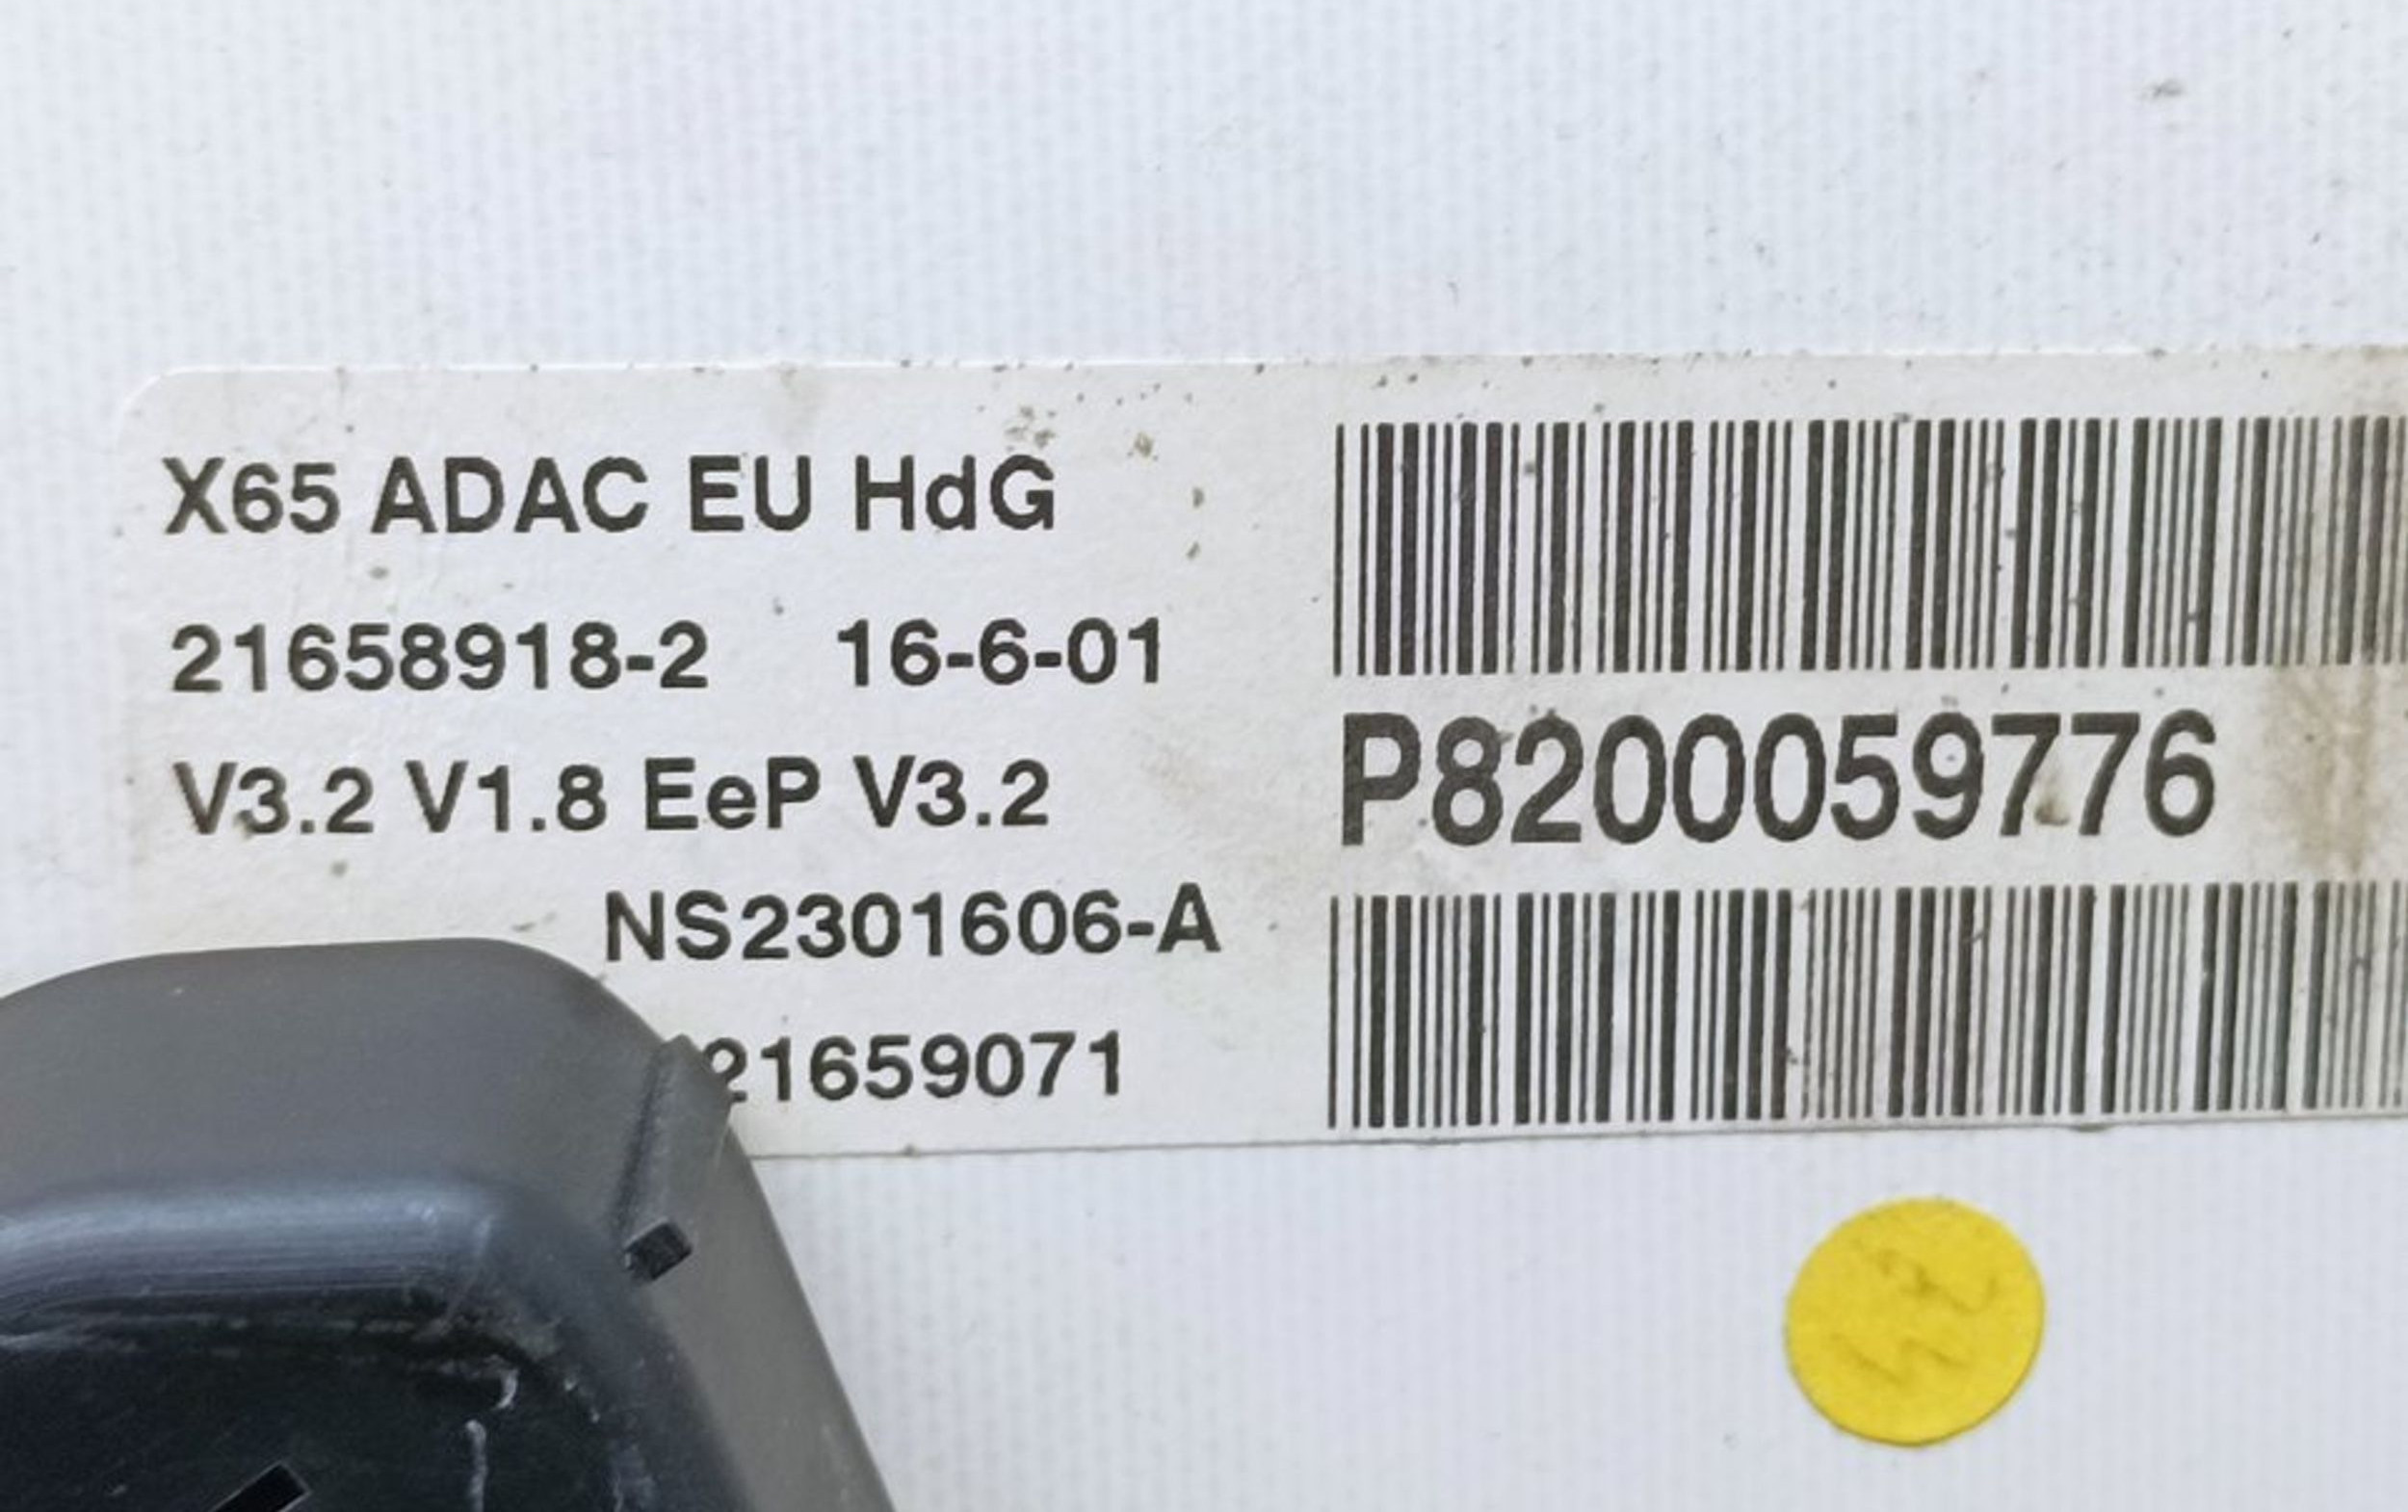 X65 ADAC EU HdG
21658918-2 16-6-01
V3.2 V1.8 EeP V3.2
NS2301606-A
21659071
P8200059776